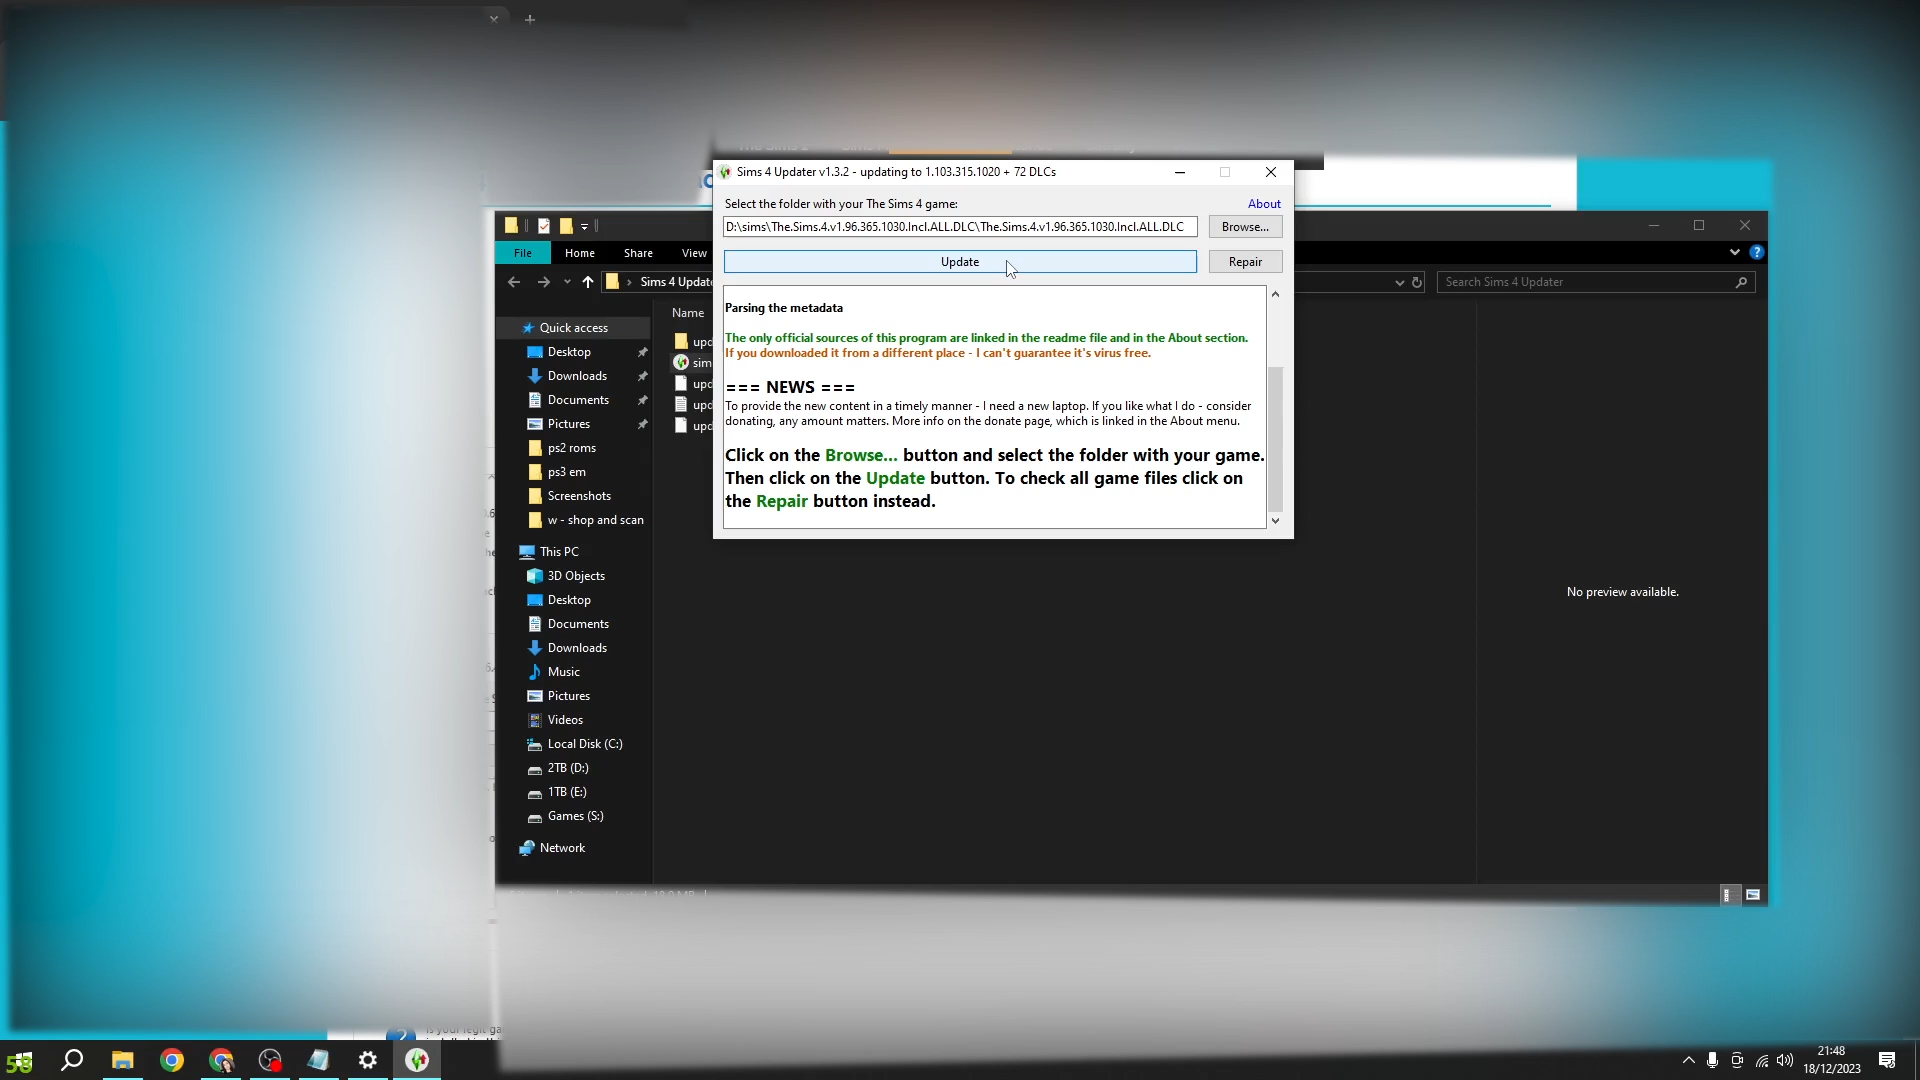 Sims 4 Updater v1.3.2 - updating to 1.103.315.1020 + 72 DLCs
Select the folder with your The Sims 4 game:
About
D:\sims\The.Sims.4.v1.96.365.1030.Incl.ALL.DLC\The.Sims.4.v1.96.365.1030.Incl.ALL.DLC
Browse...
Update
Repair
Parsing the metadata
The only official sources of this program are linked in the readme file and in the About section.
If you downloaded it from a different place - I can't guarantee it's virus free.
=== NEWS ===
To provide the new content in a timely manner - I need a new laptop. If you like what I do - consider
donating, any amount matters. More info on the donate page, which is linked in the About menu.
Click on the Browse... button and select the folder with your game.
Then click on the Update button. To check all game files click on
the Repair button instead.
File
Home
Share
View
Sims 4 Update
Search Sims 4 Updater
Name
upd
sim
upd
upd
upd
Quick access
Desktop
Downloads
Documents
Pictures
ps2 roms
ps3 em
Screenshots
w - shop and scan
This PC
3D Objects
Desktop
Documents
Downloads
Music
Pictures
Videos
Local Disk (C:)
2TB (D:)
1TB (E:)
Games (S:)
Network
No preview available.
58
21:48
18/12/2023